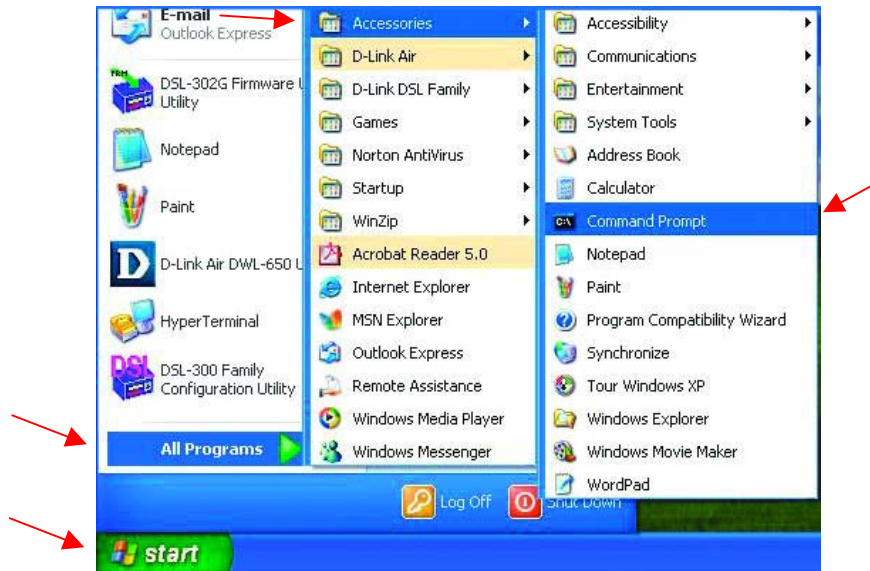 E-mail
Outlook Express
DSL-302G Firmware U
Utility
Notepad
Paint
D-Link Air DWL-650 U
HyperTerminal
DSL-300 Family
Configuration Utility
All Programs
Accessories
D-Link Air
D-Link DSL Family
Games
Norton AntiVirus
Startup
WinZip
Acrobat Reader 5.0
Internet Explorer
MSN Explorer
Outlook Express
Remote Assistance
Windows Media Player
Windows Messenger
Accessibility
Communications
Entertainment
System Tools
Address Book
Calculator
Command Prompt
Notepad
Paint
Program Compatibility Wizard
Synchronize
Tour Windows XP
Windows Explorer
Windows Movie Maker
WordPad
Log Off
Shut Down
start
FRM
D
DSL
C:\